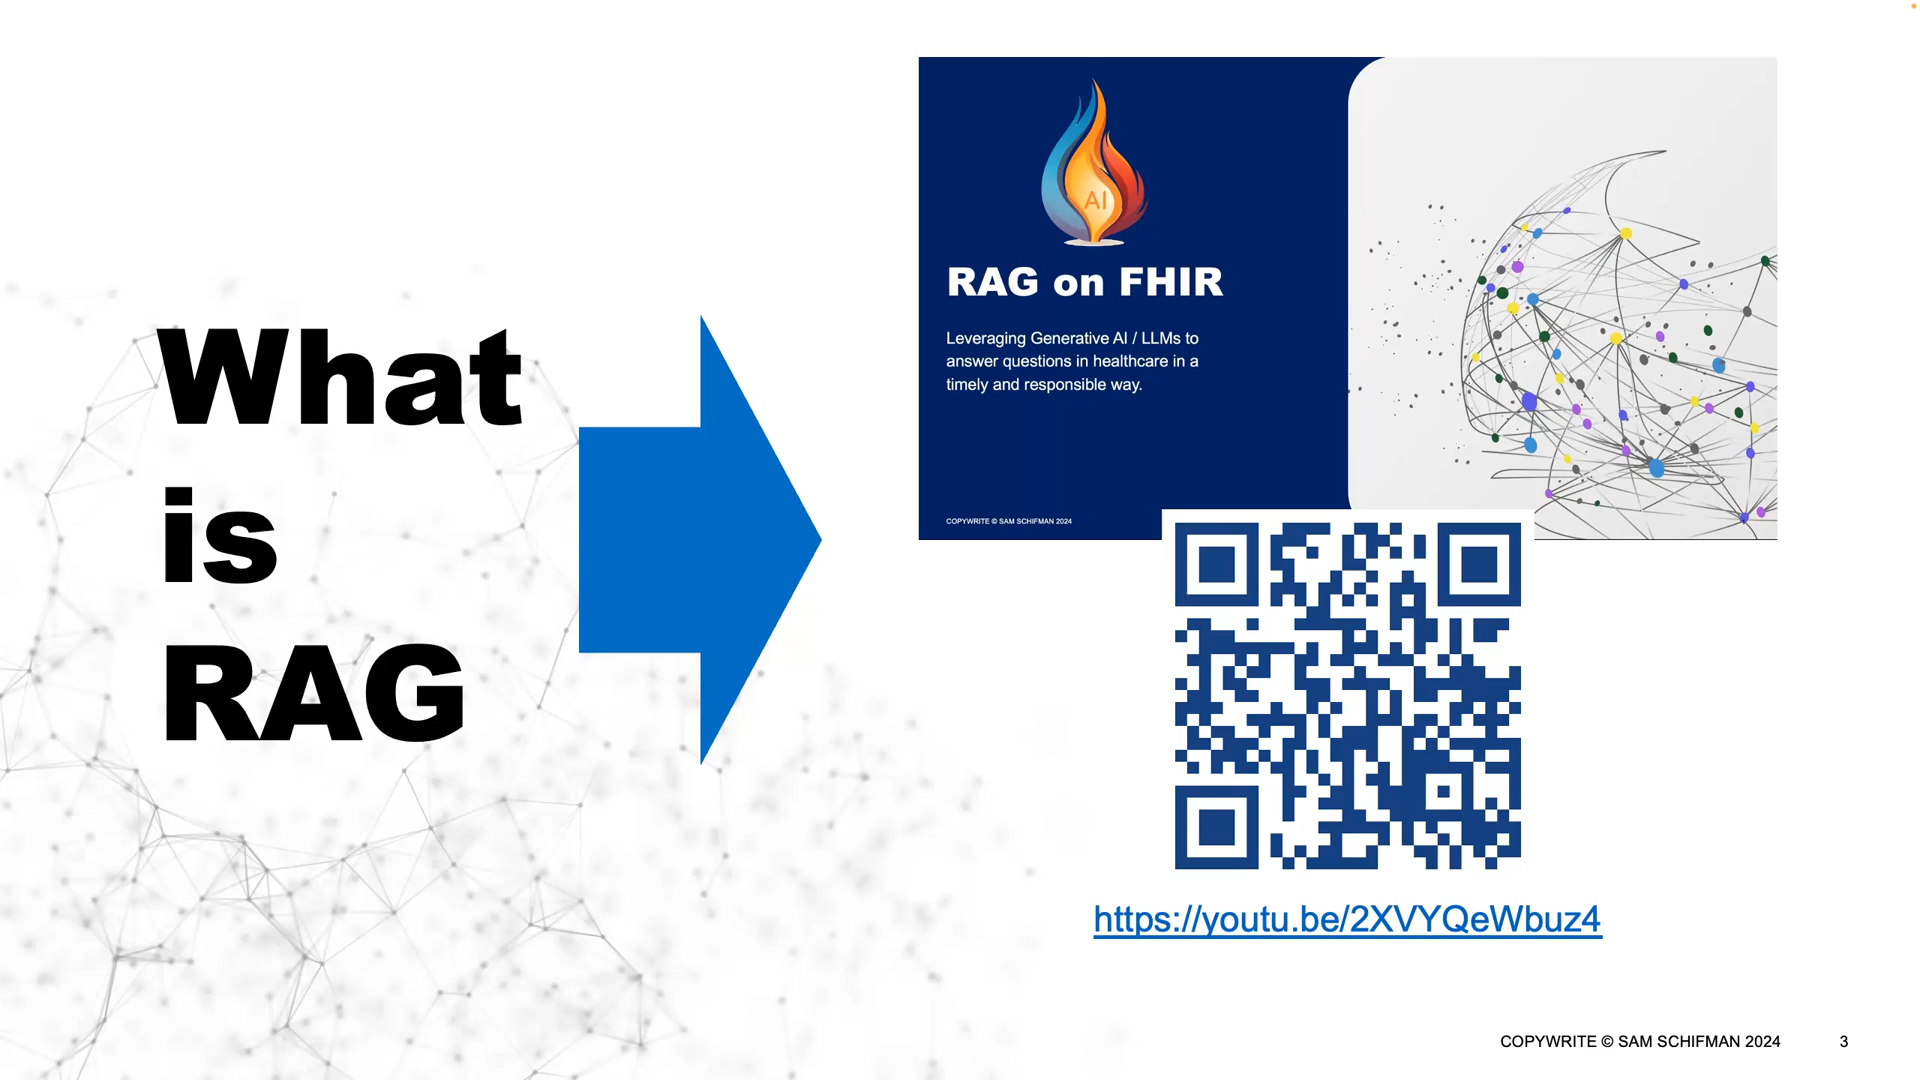 What
is
RAG
AI
RAG on FHIR
Leveraging Generative AI / LLMs to
answer questions in healthcare in a
timely and responsible way.
COPYWRITE © SAM SCHIFMAN 2024
https://youtu.be/2XVYQeWbuz4
COPYWRITE © SAM SCHIFMAN 2024
3